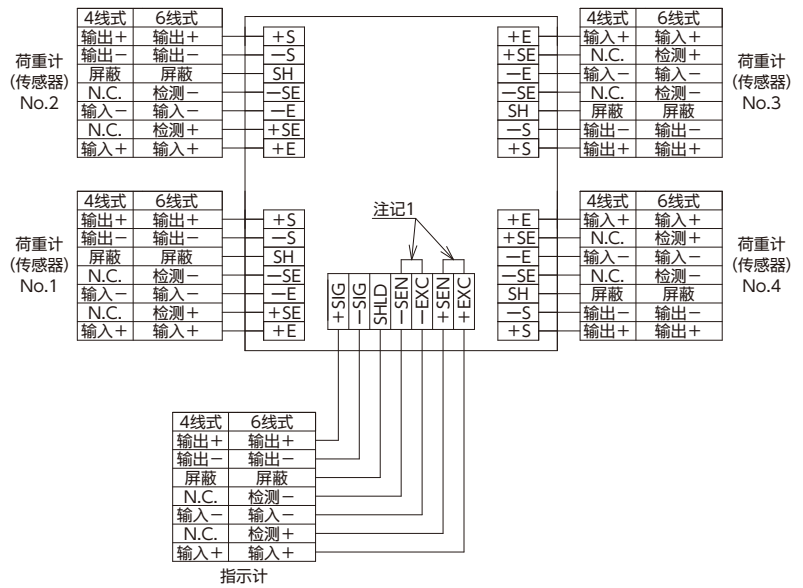 4线式 6线式
输出+ 输出+ +S
输出- 输出- -S
屏蔽 屏蔽 SH
N.C. 检测- -SE
输入- 输入- -E
N.C. 检测+ +SE
输入+ 输入+ +E
荷重计
(传感器)
No.2
4线式 6线式
+E 输入+ 输入+
+SE N.C. 检测+
-E 输入- 输入-
-SE N.C. 检测-
SH 屏蔽 屏蔽
-S 输出- 输出-
+S 输出+ 输出+
荷重计
(传感器)
No.3
4线式 6线式
输出+ 输出+ +S
输出- 输出- -S
屏蔽 屏蔽 SH
N.C. 检测- -SE
输入- 输入- -E
N.C. 检测+ +SE
输入+ 输入+ +E
荷重计
(传感器)
No.1
注记1
+SIG
-SIG
SHLD
-SEN
-EXC
+SEN
+EXC
4线式 6线式
+E 输入+ 输入+
+SE N.C. 检测+
-E 输入- 输入-
-SE N.C. 检测-
SH 屏蔽 屏蔽
-S 输出- 输出-
+S 输出+ 输出+
荷重计
(传感器)
No.4
4线式 6线式
输出+ 输出+
输出- 输出-
屏蔽 屏蔽
N.C. 检测-
输入- 输入-
N.C. 检测+
输入+ 输入+
指示计